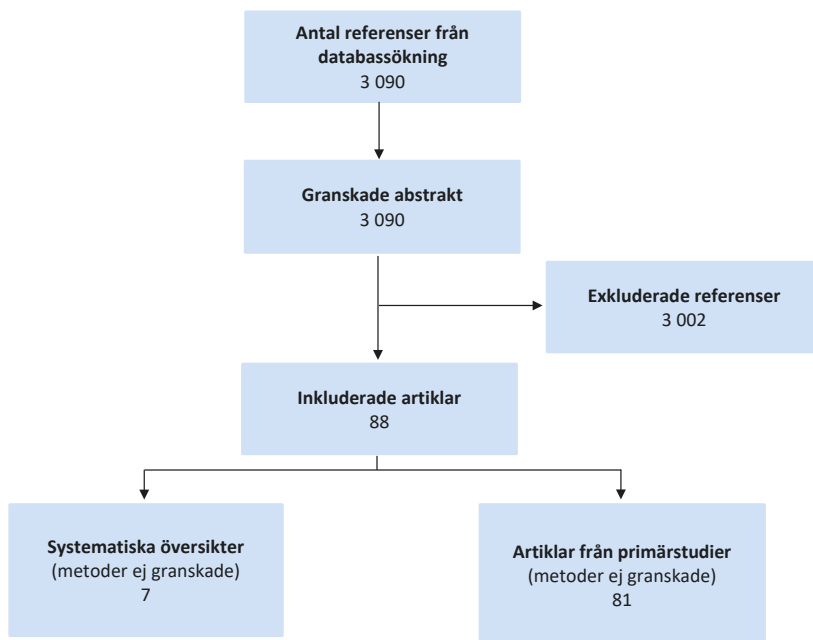 Antal referenser från
databassökning
3 090
Granskade abstrakt
3 090
Exkluderade referenser
3 002
Inkluderade artiklar
88
Systematiska översikter
(metoder ej granskade)
7
Artiklar från primärstudier
(metoder ej granskade)
81